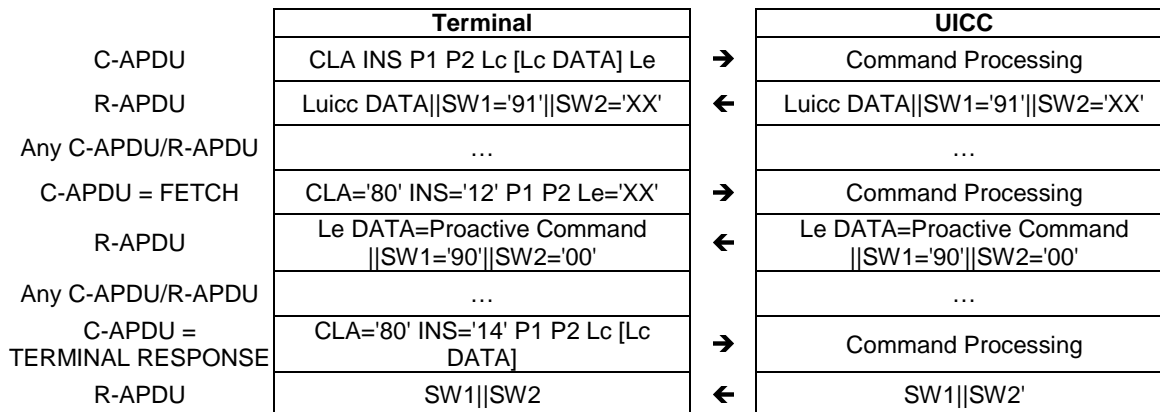 Terminal UICC
C-APDU CLA INS P1 P2 Lc [Lc DATA] Le → Command Processing
R-APDU Luicc DATA||SW1='91'||SW2='XX' ← Luicc DATA||SW1='91'||SW2='XX'
Any C-APDU/R-APDU … …
C-APDU = FETCH CLA='80' INS='12' P1 P2 Le='XX' → Command Processing
R-APDU Le DATA=Proactive Command ← Le DATA=Proactive Command
||SW1='90'||SW2='00' ||SW1='90'||SW2='00'
Any C-APDU/R-APDU … …
C-APDU = CLA='80' INS='14' P1 P2 Lc [Lc → Command Processing
TERMINAL RESPONSE DATA]
R-APDU SW1||SW2 ← SW1||SW2'